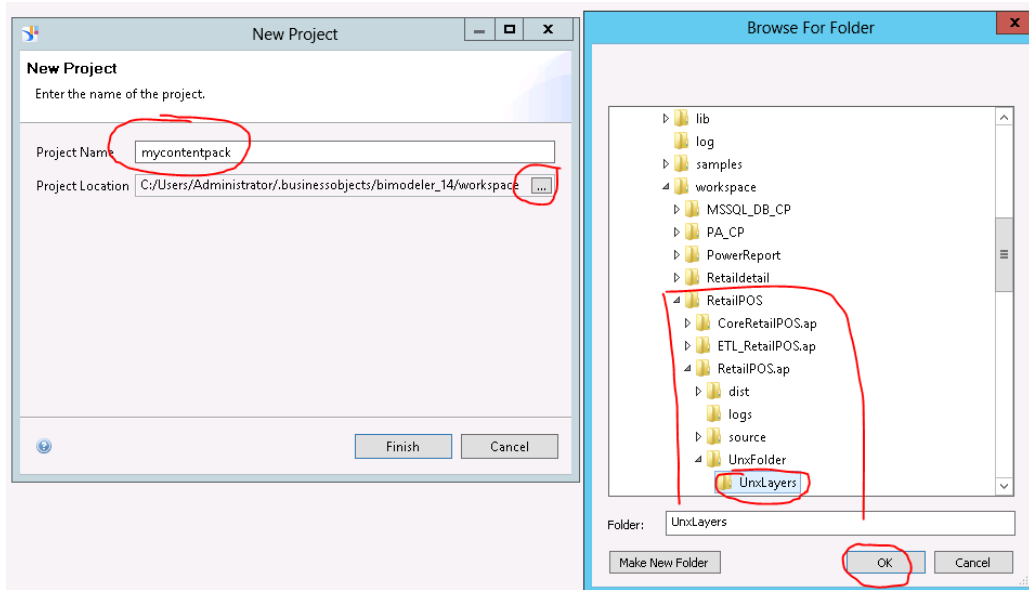 New Project
New Project
Enter the name of the project.
Project Name mycontentpack
Project Location C:/Users/Administrator/.businessobjects/bimodeler_14/workspace ...
Finish Cancel
Browse For Folder
lib
log
samples
workspace
MSSQL_DB_CP
PA_CP
PowerReport
Retaildetail
RetailPOS
CoreRetailPOS.ap
ETL_RetailPOS.ap
RetailPOS.ap
dist
logs
source
UnxFolder
UnxLayers
Folder: UnxLayers
Make New Folder OK Cancel